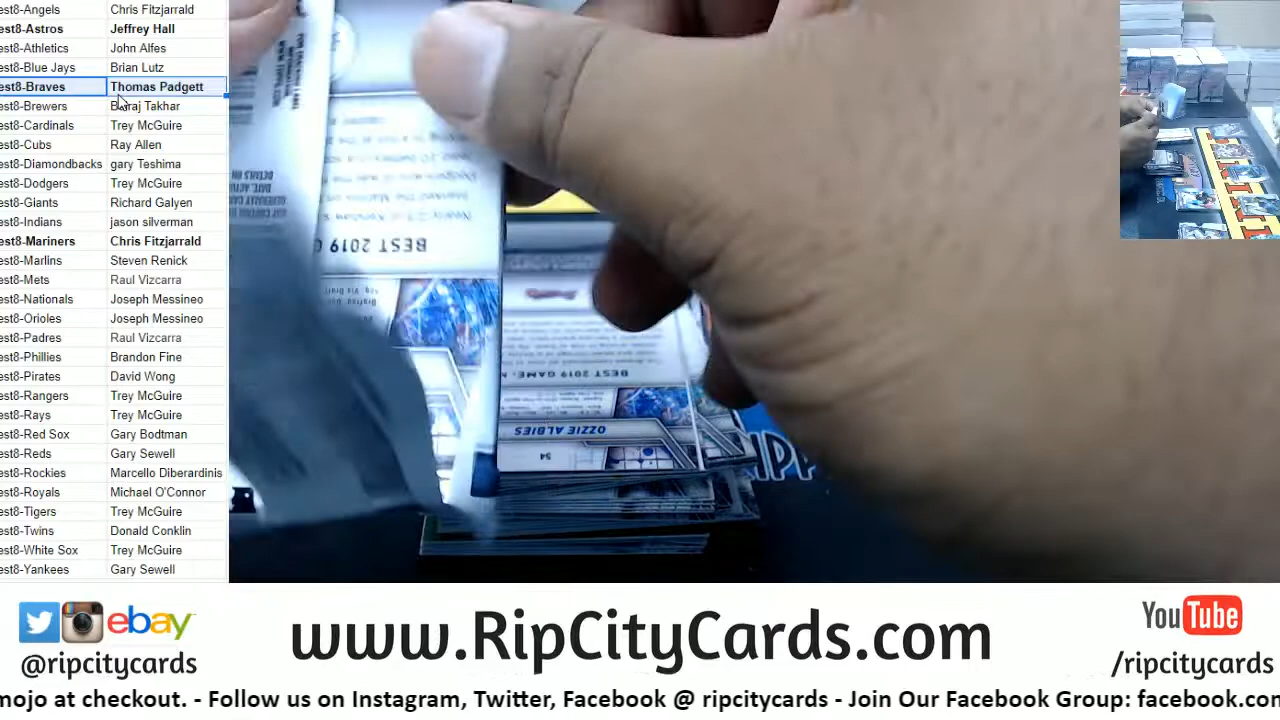 est8-Angels Chris Fitzjarrald
est8-Astros Jeffrey Hall
est8-Athletics John Alfes
est8-Blue Jays Brian Lutz
est8-Braves Thomas Padgett
est8-Brewers Takhar
est8-Cardinals Trey McGuire
est8-Cubs Ray Allen
est8-Diamondbacks gary Teshima
est8-Dodgers Trey McGuire
est8-Giants Richard Galyen
est8-Indians jason silverman
est8-Mariners Chris Fitzjarrald
est8-Marlins Steven Renick
est8-Mets Raul Vizcarra
est8-Nationals Joseph Messineo
est8-Orioles Joseph Messineo
est8-Padres Raul Vizcarra
est8-Phillies Brandon Fine
est8-Pirates David Wong
est8-Rangers Trey McGuire
est8-Rays Trey McGuire
est8-Red Sox Gary Bodtman
est8-Reds Gary Sewell
est8-Rockies Marcello Diberardinis
est8-Royals Michael O'Connor
est8-Tigers Trey McGuire
est8-Twins Donald Conklin
est8-White Sox Trey McGuire
est8-Yankees Gary Sewell
BEST 2019 G
BEST 2019 GAME-
OZZIE ALBIES
54
ebay
@ripcitycards
www.RipCityCards.com
YouTube
/ripcitycards
mojo at checkout. - Follow us on Instagram, Twitter, Facebook @ ripcitycards - Join Our Facebook Group: facebook.con